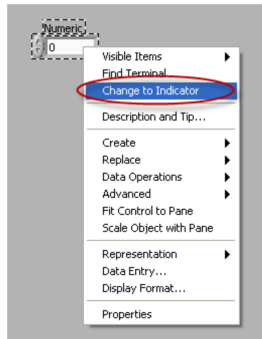 Numeric
0
Visible Items
Find Terminal
Change to Indicator
Description and Tip...
Create
Replace
Data Operations
Advanced
Fit Control to Pane
Scale Object with Pane
Representation
Data Entry...
Display Format...
Properties